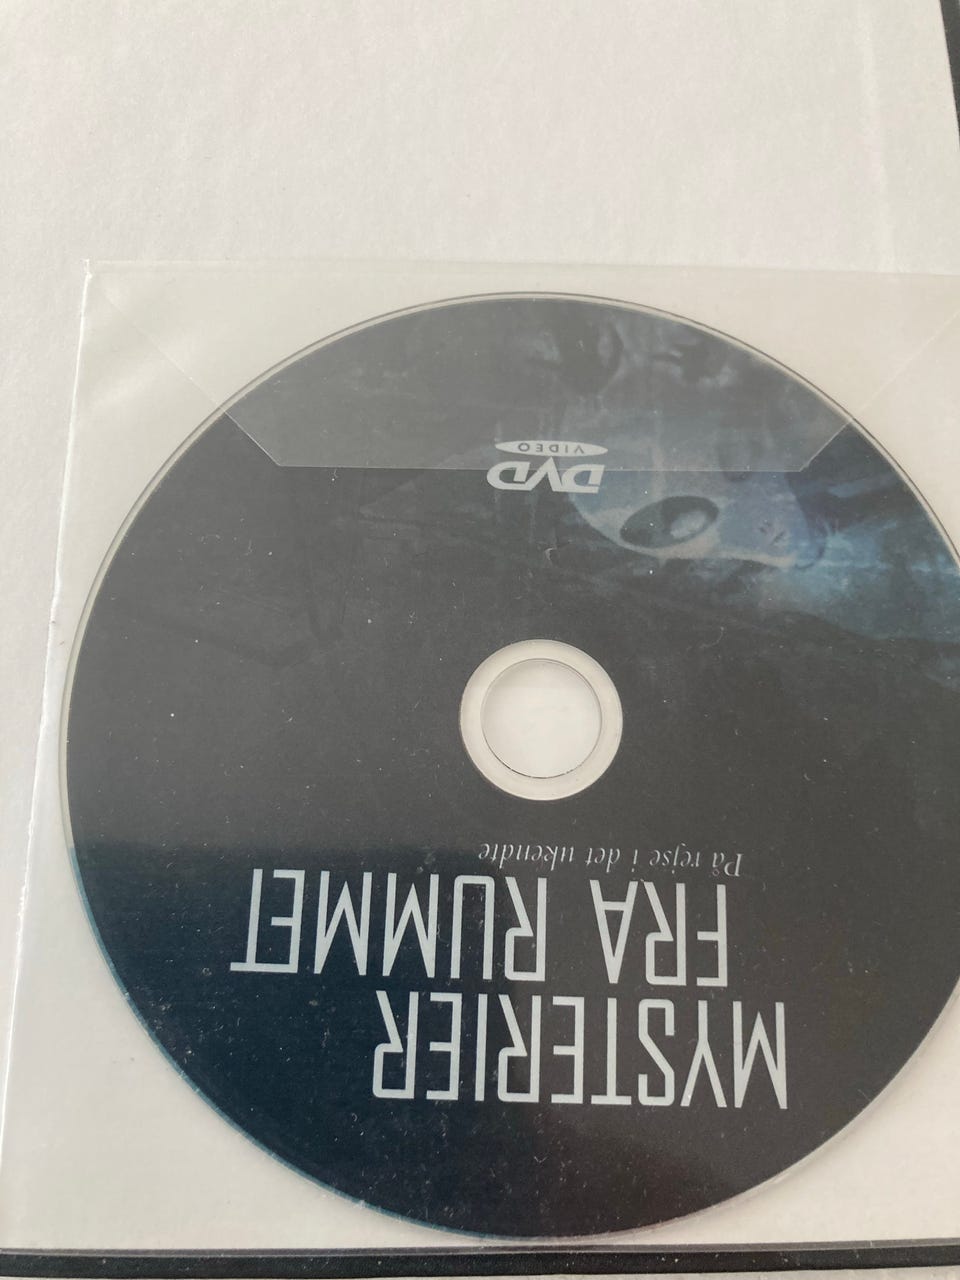 MYSTERIER
FRA RUMMET
På rejse i det ukendte
DVD
VIDEO